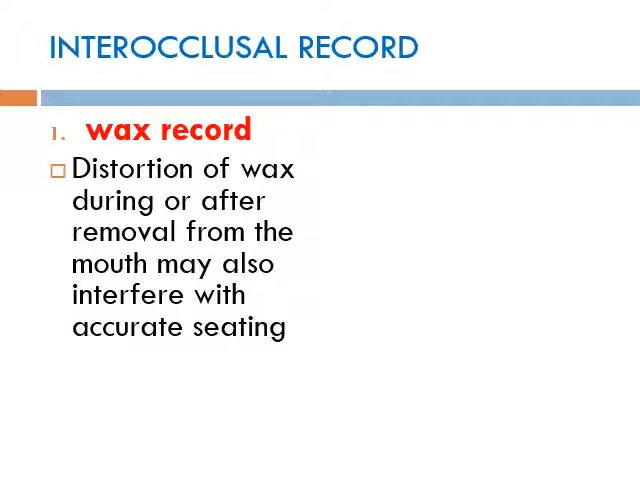 INTEROCCLUSAL RECORD
1. wax record
Distortion of wax
during or after
removal from the
mouth may also
interfere with
accurate seating